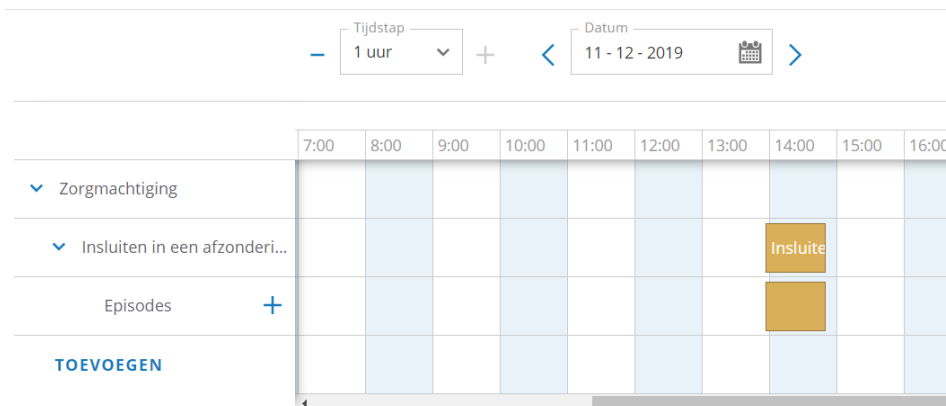 Tijdstap
1 uur
Datum
11 - 12 - 2019
7:00 8:00 9:00 10:00 11:00 12:00 13:00 14:00 15:00 16:00
Zorgmachtiging
Insluiten in een afzonderi... Insluite
Episodes
TOEVOEGEN